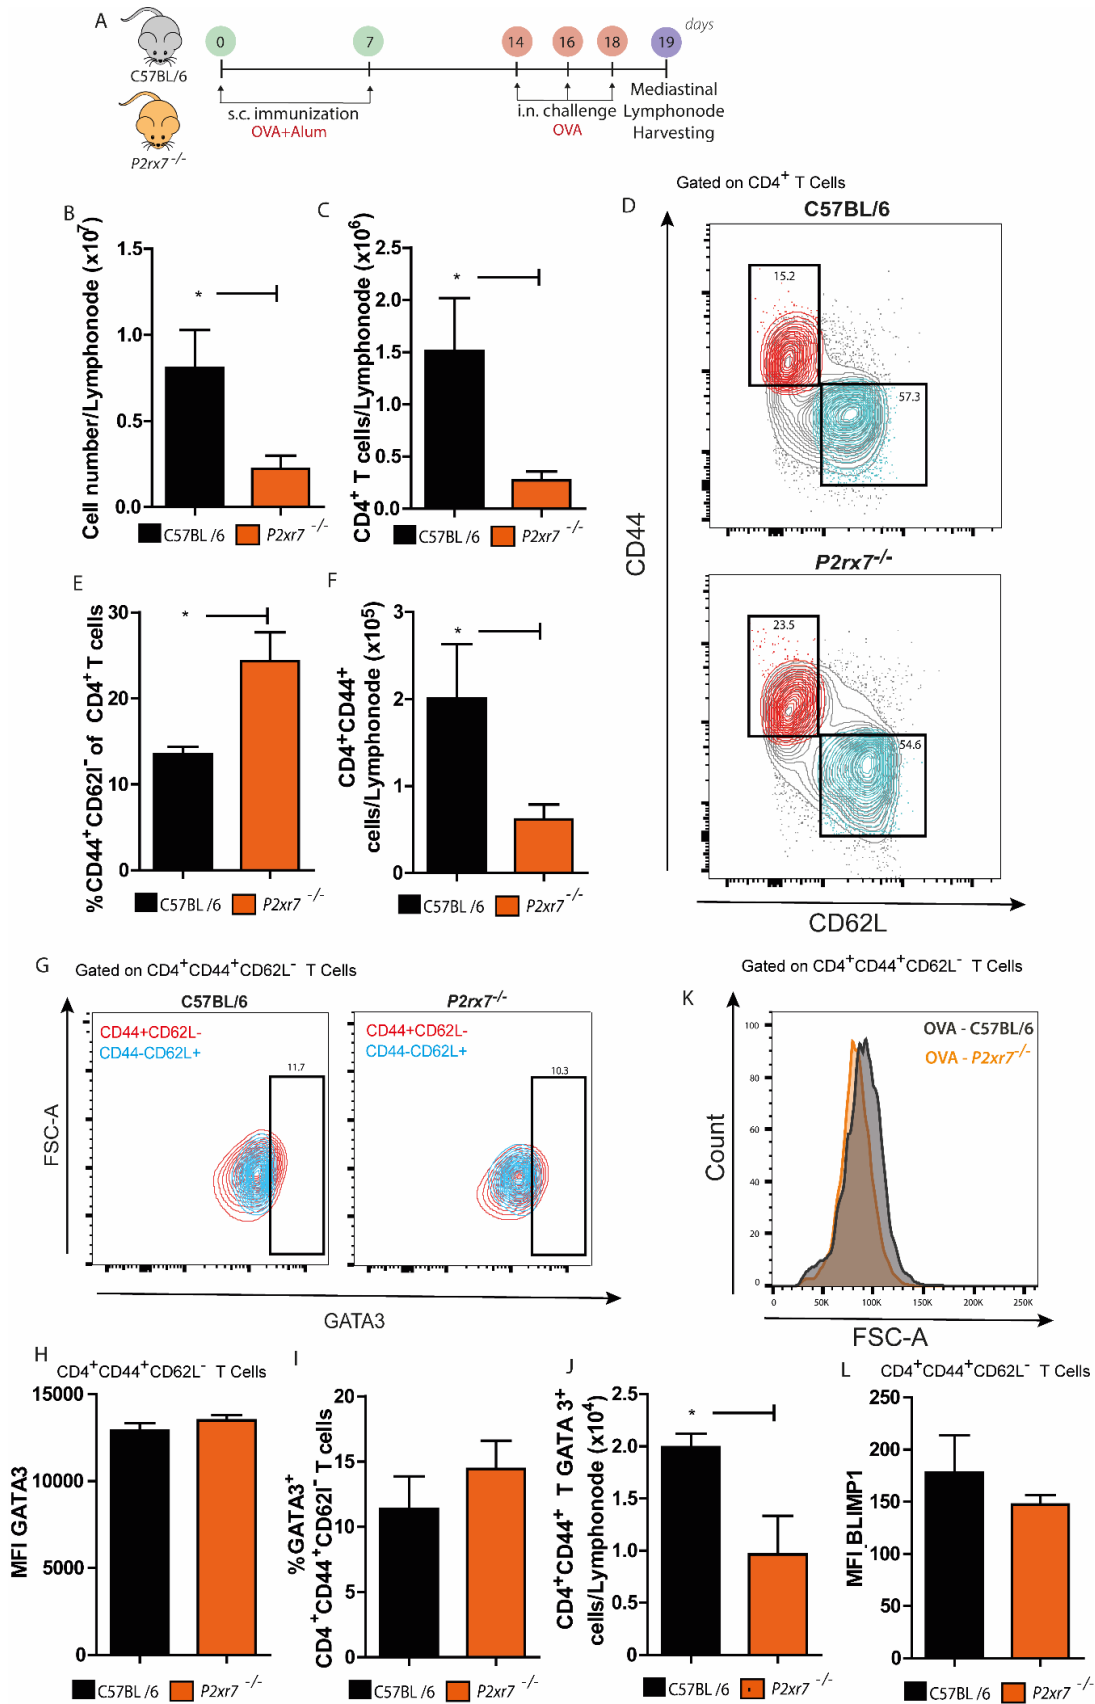 A
C57BL/6
P2rx7 -/-
0
7
14
16
18
19
days
s.c. immunization
OVA+Alum
i.n. challenge
OVA
Mediastinal
Lymphonode
Harvesting
B
Cell number/Lymphonode (x10⁷)
1.5
1.0
0.5
0.0
*
C57BL /6
P2xr7 -/-
C
CD4+ T cells/Lymphonode (x10⁶)
2.5
2.0
1.5
1.0
0.5
0.0
*
C57BL /6
P2xr7 -/-
D
Gated on CD4+ T Cells
C57BL/6
15.2
57.3
P2rx7-/-
23.5
54.6
CD44
CD62L
E
%CD44+CD62l- of CD4+T cells
30
20
10
0
*
C57BL /6
P2xr7 -/-
F
CD4+CD44+
cells/Lymphonode (x10⁵)
3
2
1
0
*
C57BL /6
P2xr7 -/-
G
Gated on CD4+CD44+CD62L- T Cells
C57BL/6
P2rx7-/-
CD44+CD62L-
CD44-CD62L+
11.7
CD44+CD62L-
CD44-CD62L+
10.3
FSC-A
GATA3
K
Gated on CD4+CD44+CD62L- T Cells
OVA - C57BL/6
OVA - P2xr7-/-
Count
100
80
60
40
20
0
0
50K
100K
150K
200K
250K
FSC-A
H
CD4+CD44+CD62L- T Cells
MFI GATA3
15000
10000
5000
0
C57BL /6
P2xr7 -/-
I
%GATA3+
CD4+CD44+CD62l- T cells
20
15
10
5
0
C57BL /6
P2xr7 -/-
J
CD4+CD44+ T GATA 3+
cells/Lymphonode (x10⁴)
2.5
2.0
1.5
1.0
0.5
0
*
C57BL /6
P2xr7 -/-
L
CD4+CD44+CD62L- T Cells
MFI BLIMP1
250
200
150
100
50
0
C57BL /6
P2xr7 -/-